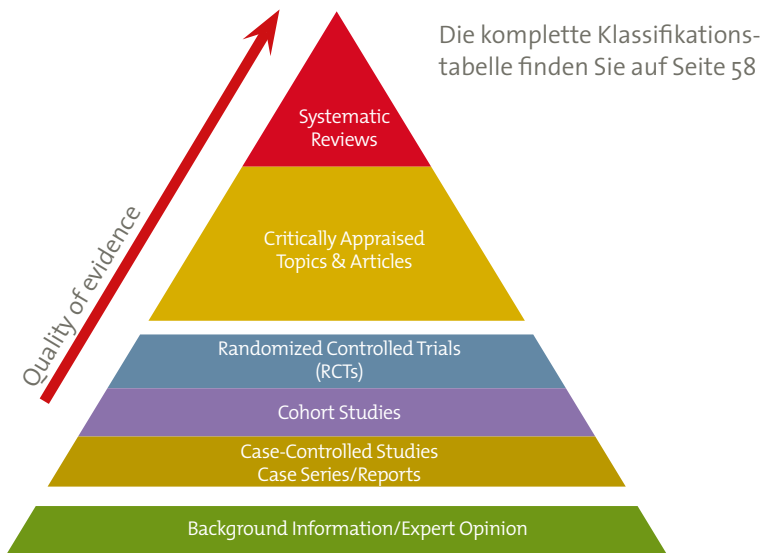 Die komplette Klassifikations-
tabelle finden Sie auf Seite 58
Systematic
Reviews
Critically Appraised
Topics & Articles
Quality of evidence
Randomized Controlled Trials
(RCTs)
Cohort Studies
Case-Controlled Studies
Case Series/Reports
Background Information/Expert Opinion